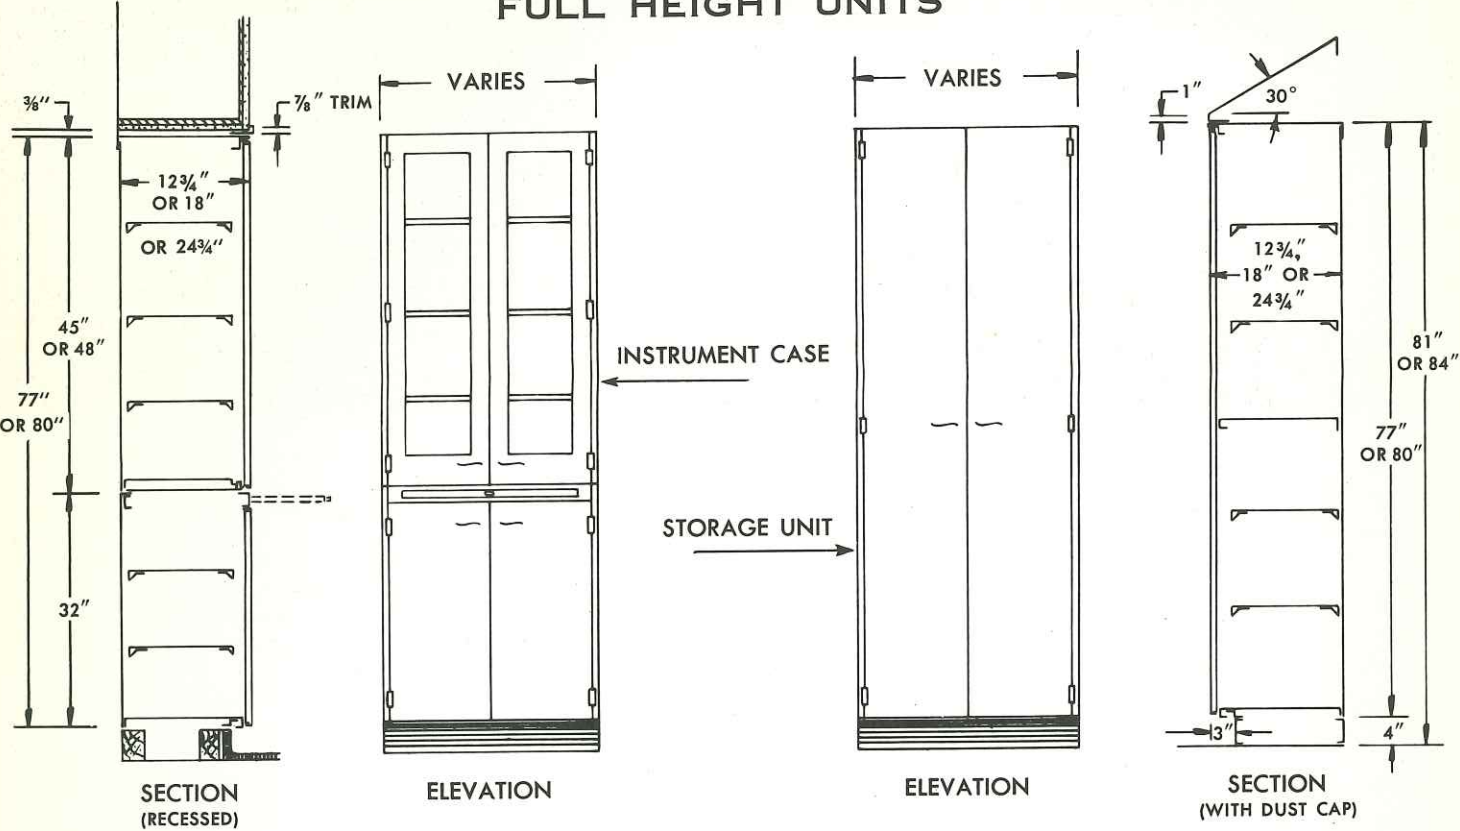 FULL HEIGHT UNITS
⅜"
⅞" TRIM
12¾"
OR 18"
OR 24¾"
45"
OR 48"
77"
OR 80"
32"
SECTION
(RECESSED)
VARIES
ELEVATION
INSTRUMENT CASE
STORAGE UNIT
VARIES
ELEVATION
1"
30°
12¾",
18" OR
24¾"
81"
OR 84"
77"
OR 80"
3"
4"
SECTION
(WITH DUST CAP)